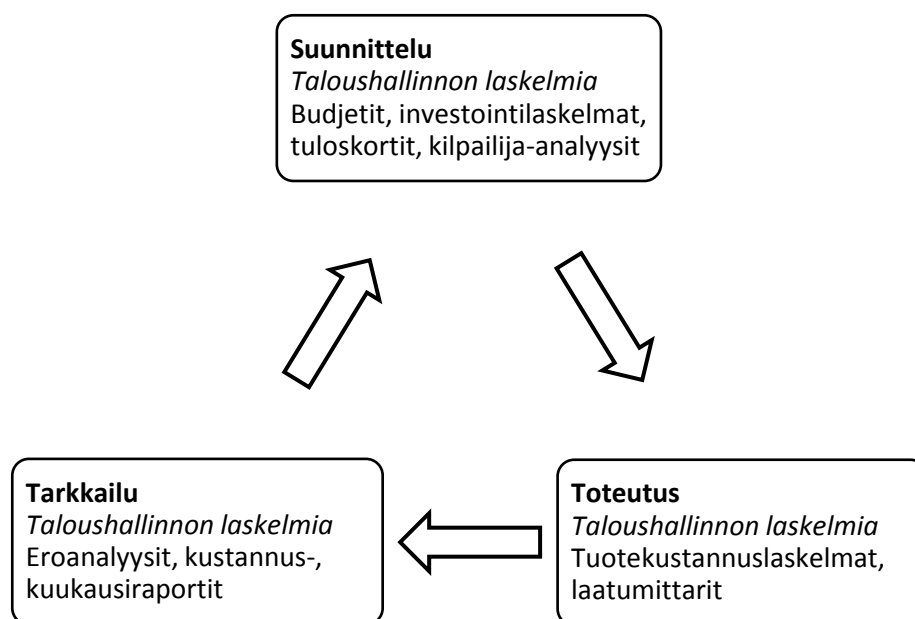 Suunnittelu
Taloushallinnon laskelmia
Budjetit, investointilaskelmat,
tuloskortit, kilpailija-analyysit
Tarkkailu
Taloushallinnon laskelmia
Eroanalyysit, kustannus-,
kuukausiraportit
Toteutus
Taloushallinnon laskelmia
Tuotekustannuslaskelmat,
laatumittarit